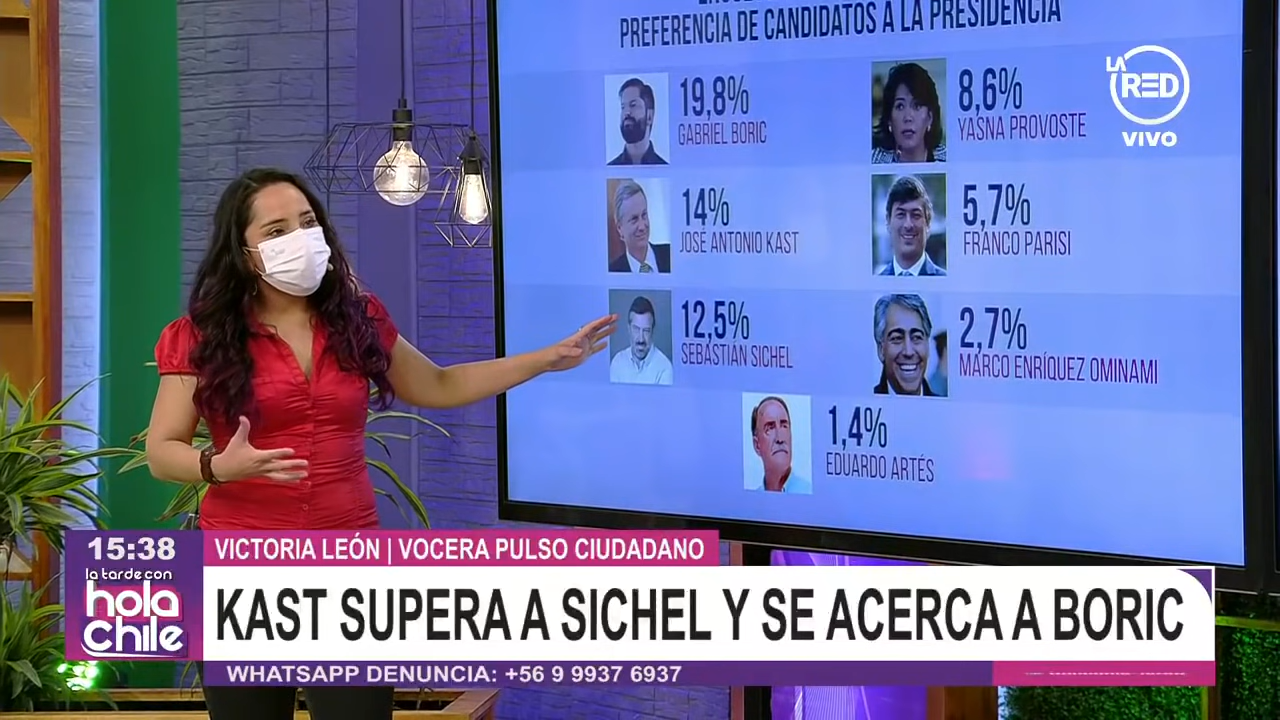 PREFERENCIA DE CANDIDATOS A LA PRESIDENCIA
19,8%
GABRIEL BORIC
8,6%
YASNA PROVOSTE
14%
JOSÉ ANTONIO KAST
5,7%
FRANCO PARISI
12,5%
SEBASTIÁN SICHEL
2,7%
MARCO ENRÍQUEZ OMINAMI
1,4%
EDUARDO ARTÉS
LA
RED
VIVO
15:38
la tarde con
hola
Chile
VICTORIA LEÓN | VOCERA PULSO CIUDADANO
KAST SUPERA A SICHEL Y SE ACERCA A BORIC
WHATSAPP DENUNCIA: +56 9 9937 6937